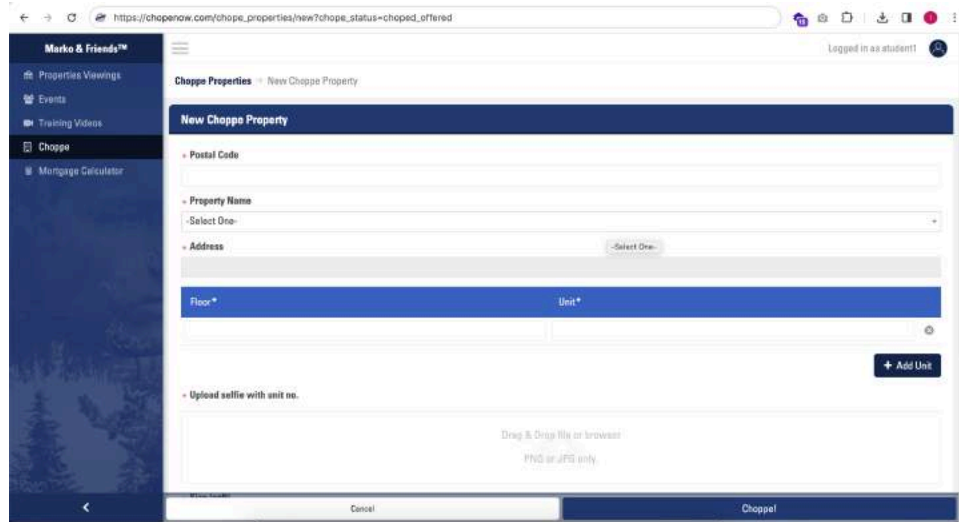 https://chopenow.com/chope_properties/new?chope_status=choped_offered
Marko & Friends™
Logged in as student1
Properties Viewings
Events
Training Videos
Choppe
Mortgage Calculator
Choppe Properties
New Choppe Property
New Choppe Property
* Postal Code
* Property Name
-Select One-
* Address
-Select One-
Floor*
Unit*
+ Add Unit
* Upload selfie with unit no.
Drag & Drop file or browser
PNG or JPG only.
Cancel
Choppe!